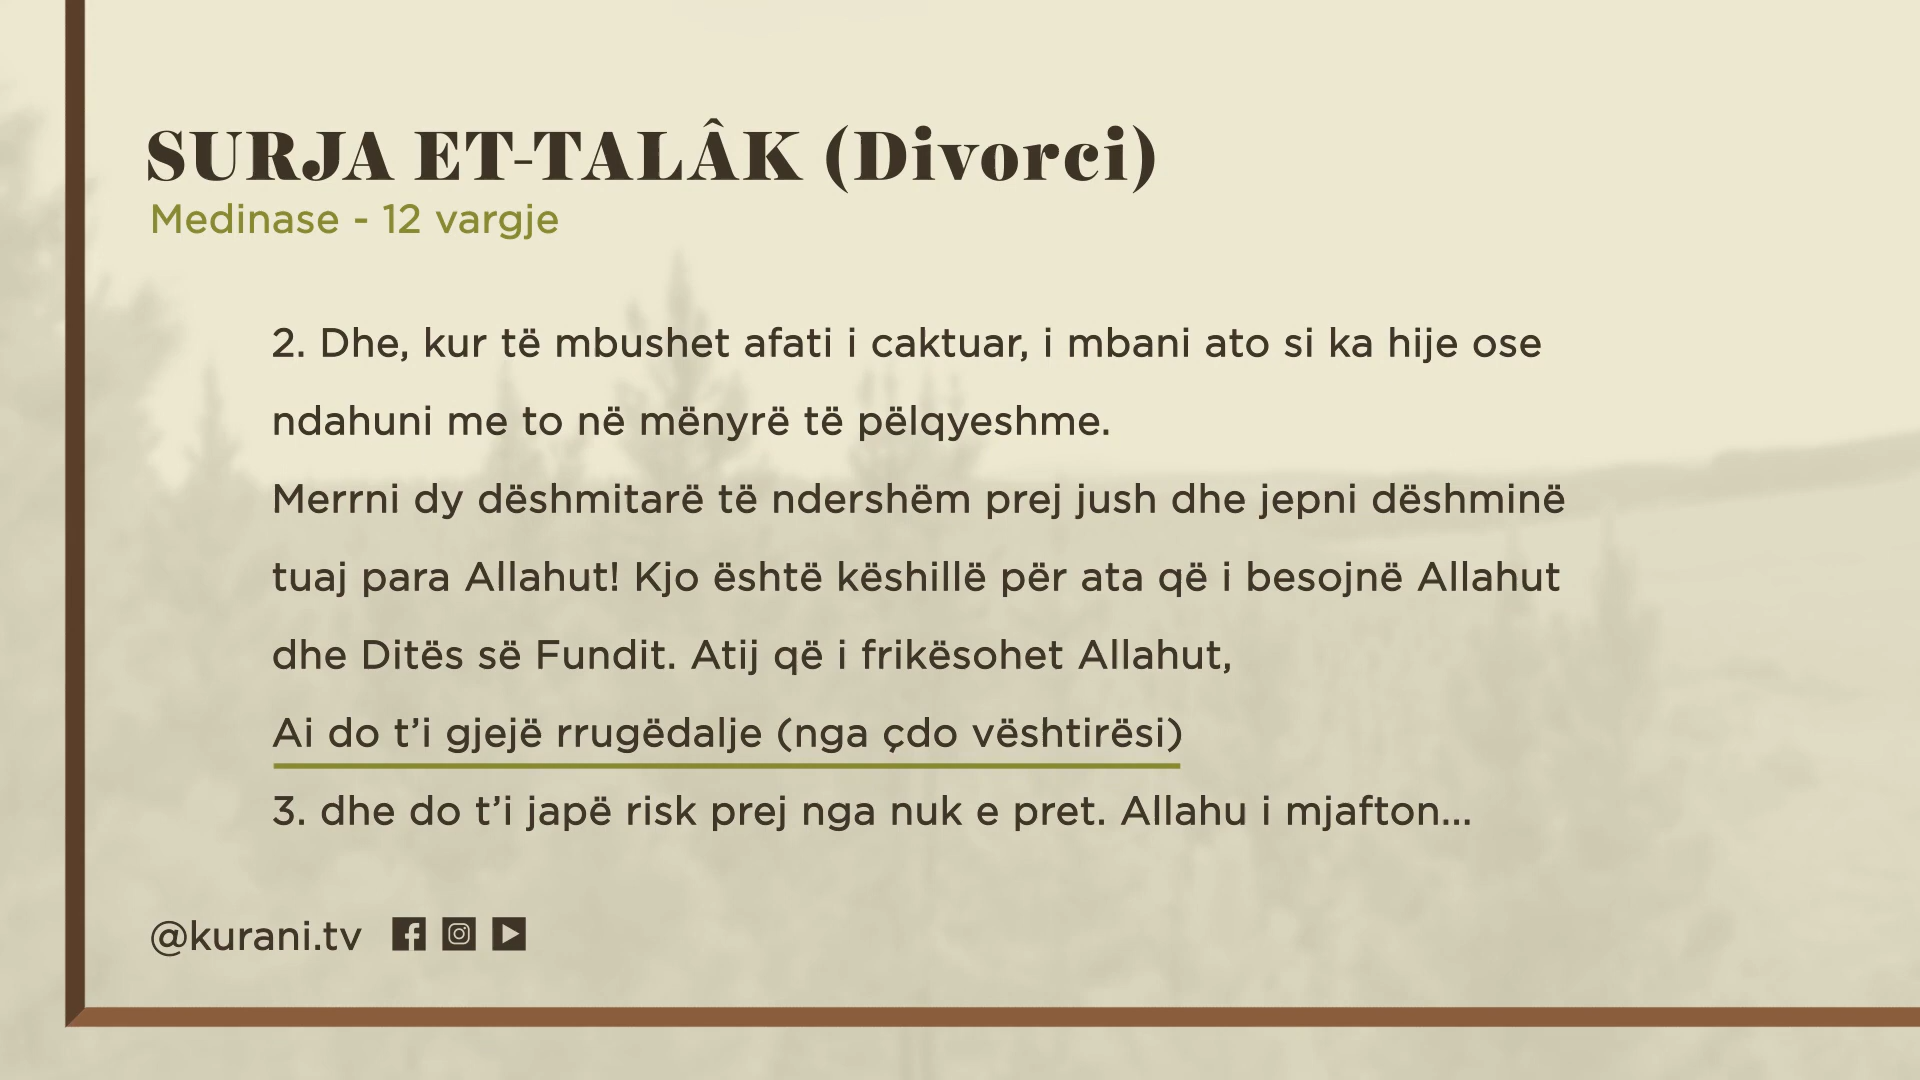 SURJA ET-TALÂK (Divorci)
Medinase - 12 vargje
2. Dhe, kur të mbushet afati i caktuar, i mbani ato si ka hije ose
ndahuni me to në mënyrë të pëlqyeshme.
Merrni dy dëshmitarë të ndershëm prej jush dhe jepni dëshminë
tuaj para Allahut! Kjo është këshillë për ata që i besojnë Allahut
dhe Ditës së Fundit. Atij që i frikësohet Allahut,
Ai do t’i gjejë rrugëdalje (nga çdo vështirësi)
3. dhe do t’i japë risk prej nga nuk e pret. Allahu i mjafton...
@kurani.tv